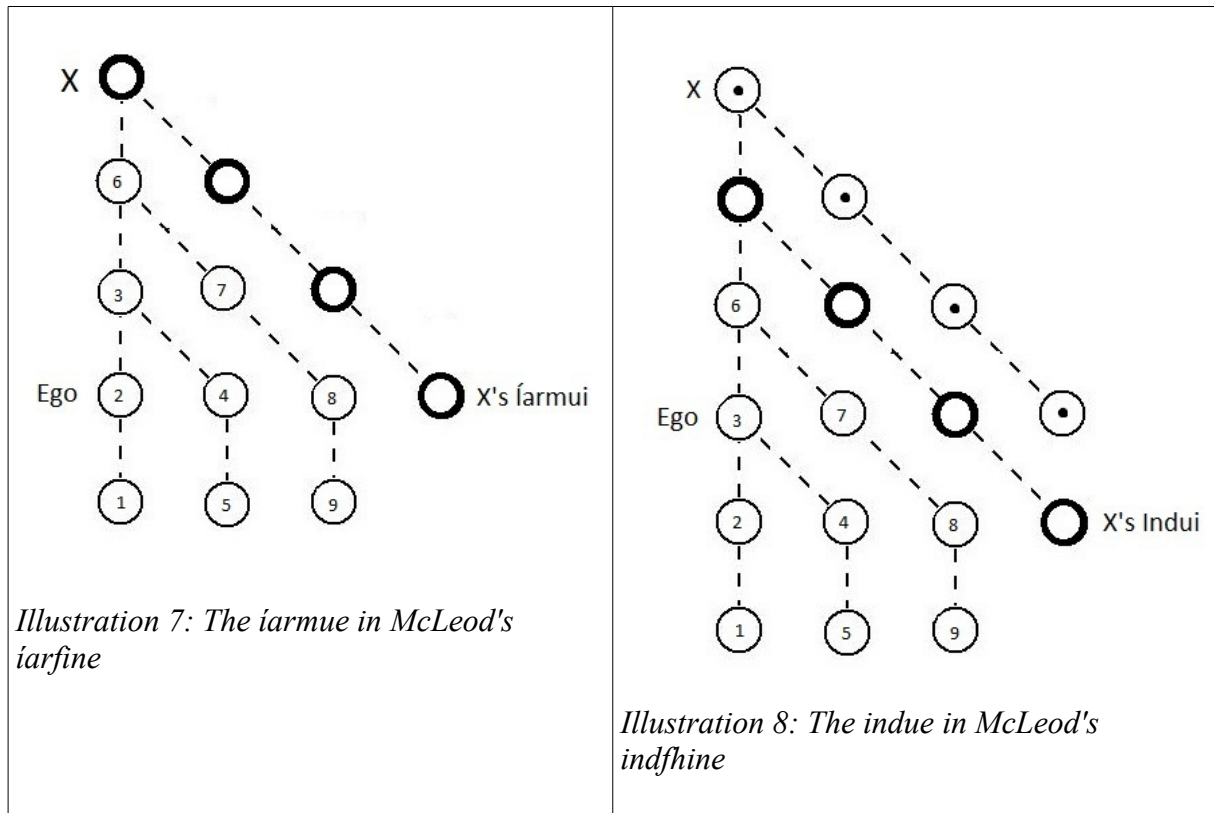 X
6
3
7
Ego
2
4
8
X's Íarmui
1
5
9
Illustration 7: The íarmue in McLeod's
íarfine
X
6
Ego
3
7
2
4
8
X's Indui
1
5
9
Illustration 8: The indue in McLeod's
indfhine